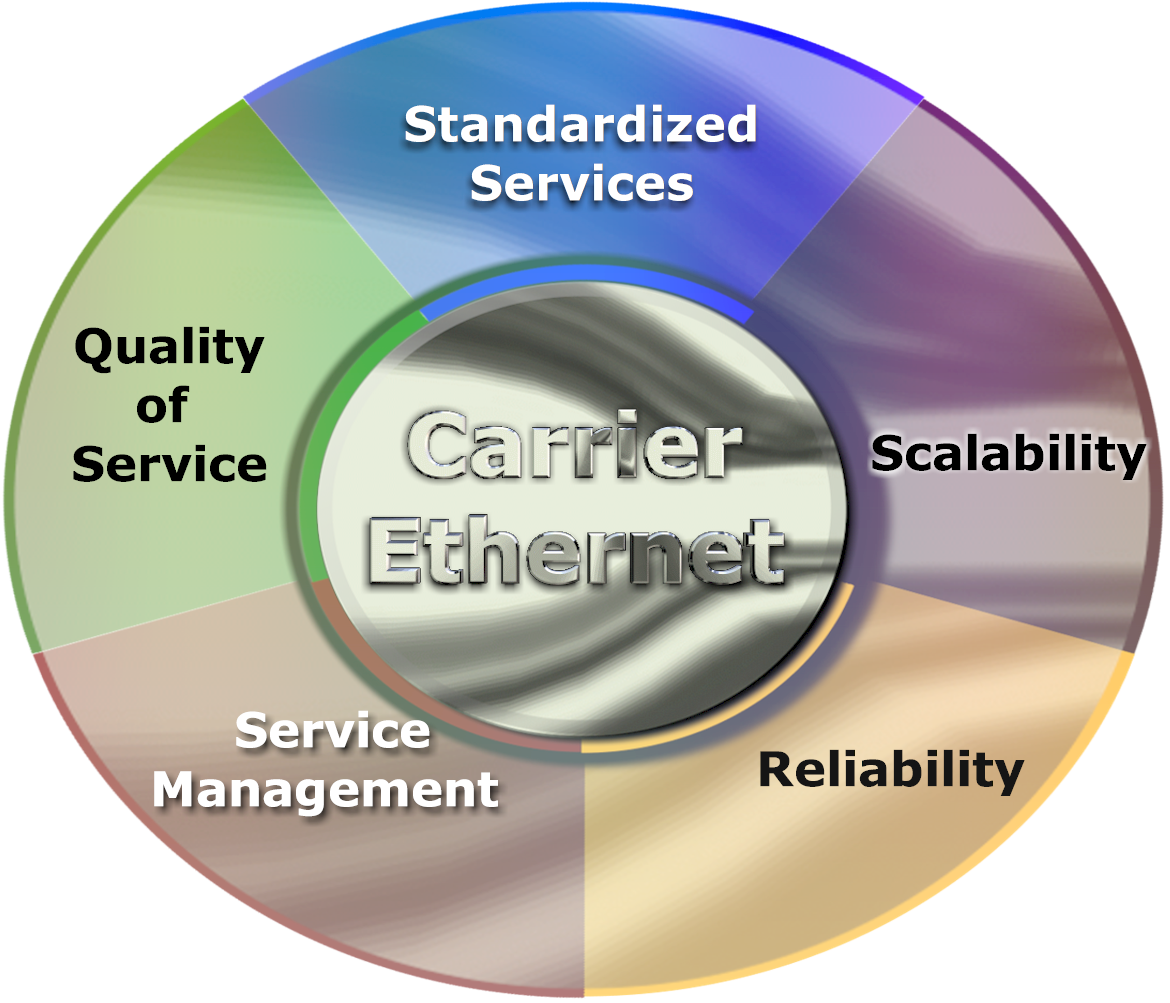 Standardized
Services
Quality
of
Service
Scalability
Carrier
Ethernet
Service
Management
Reliability